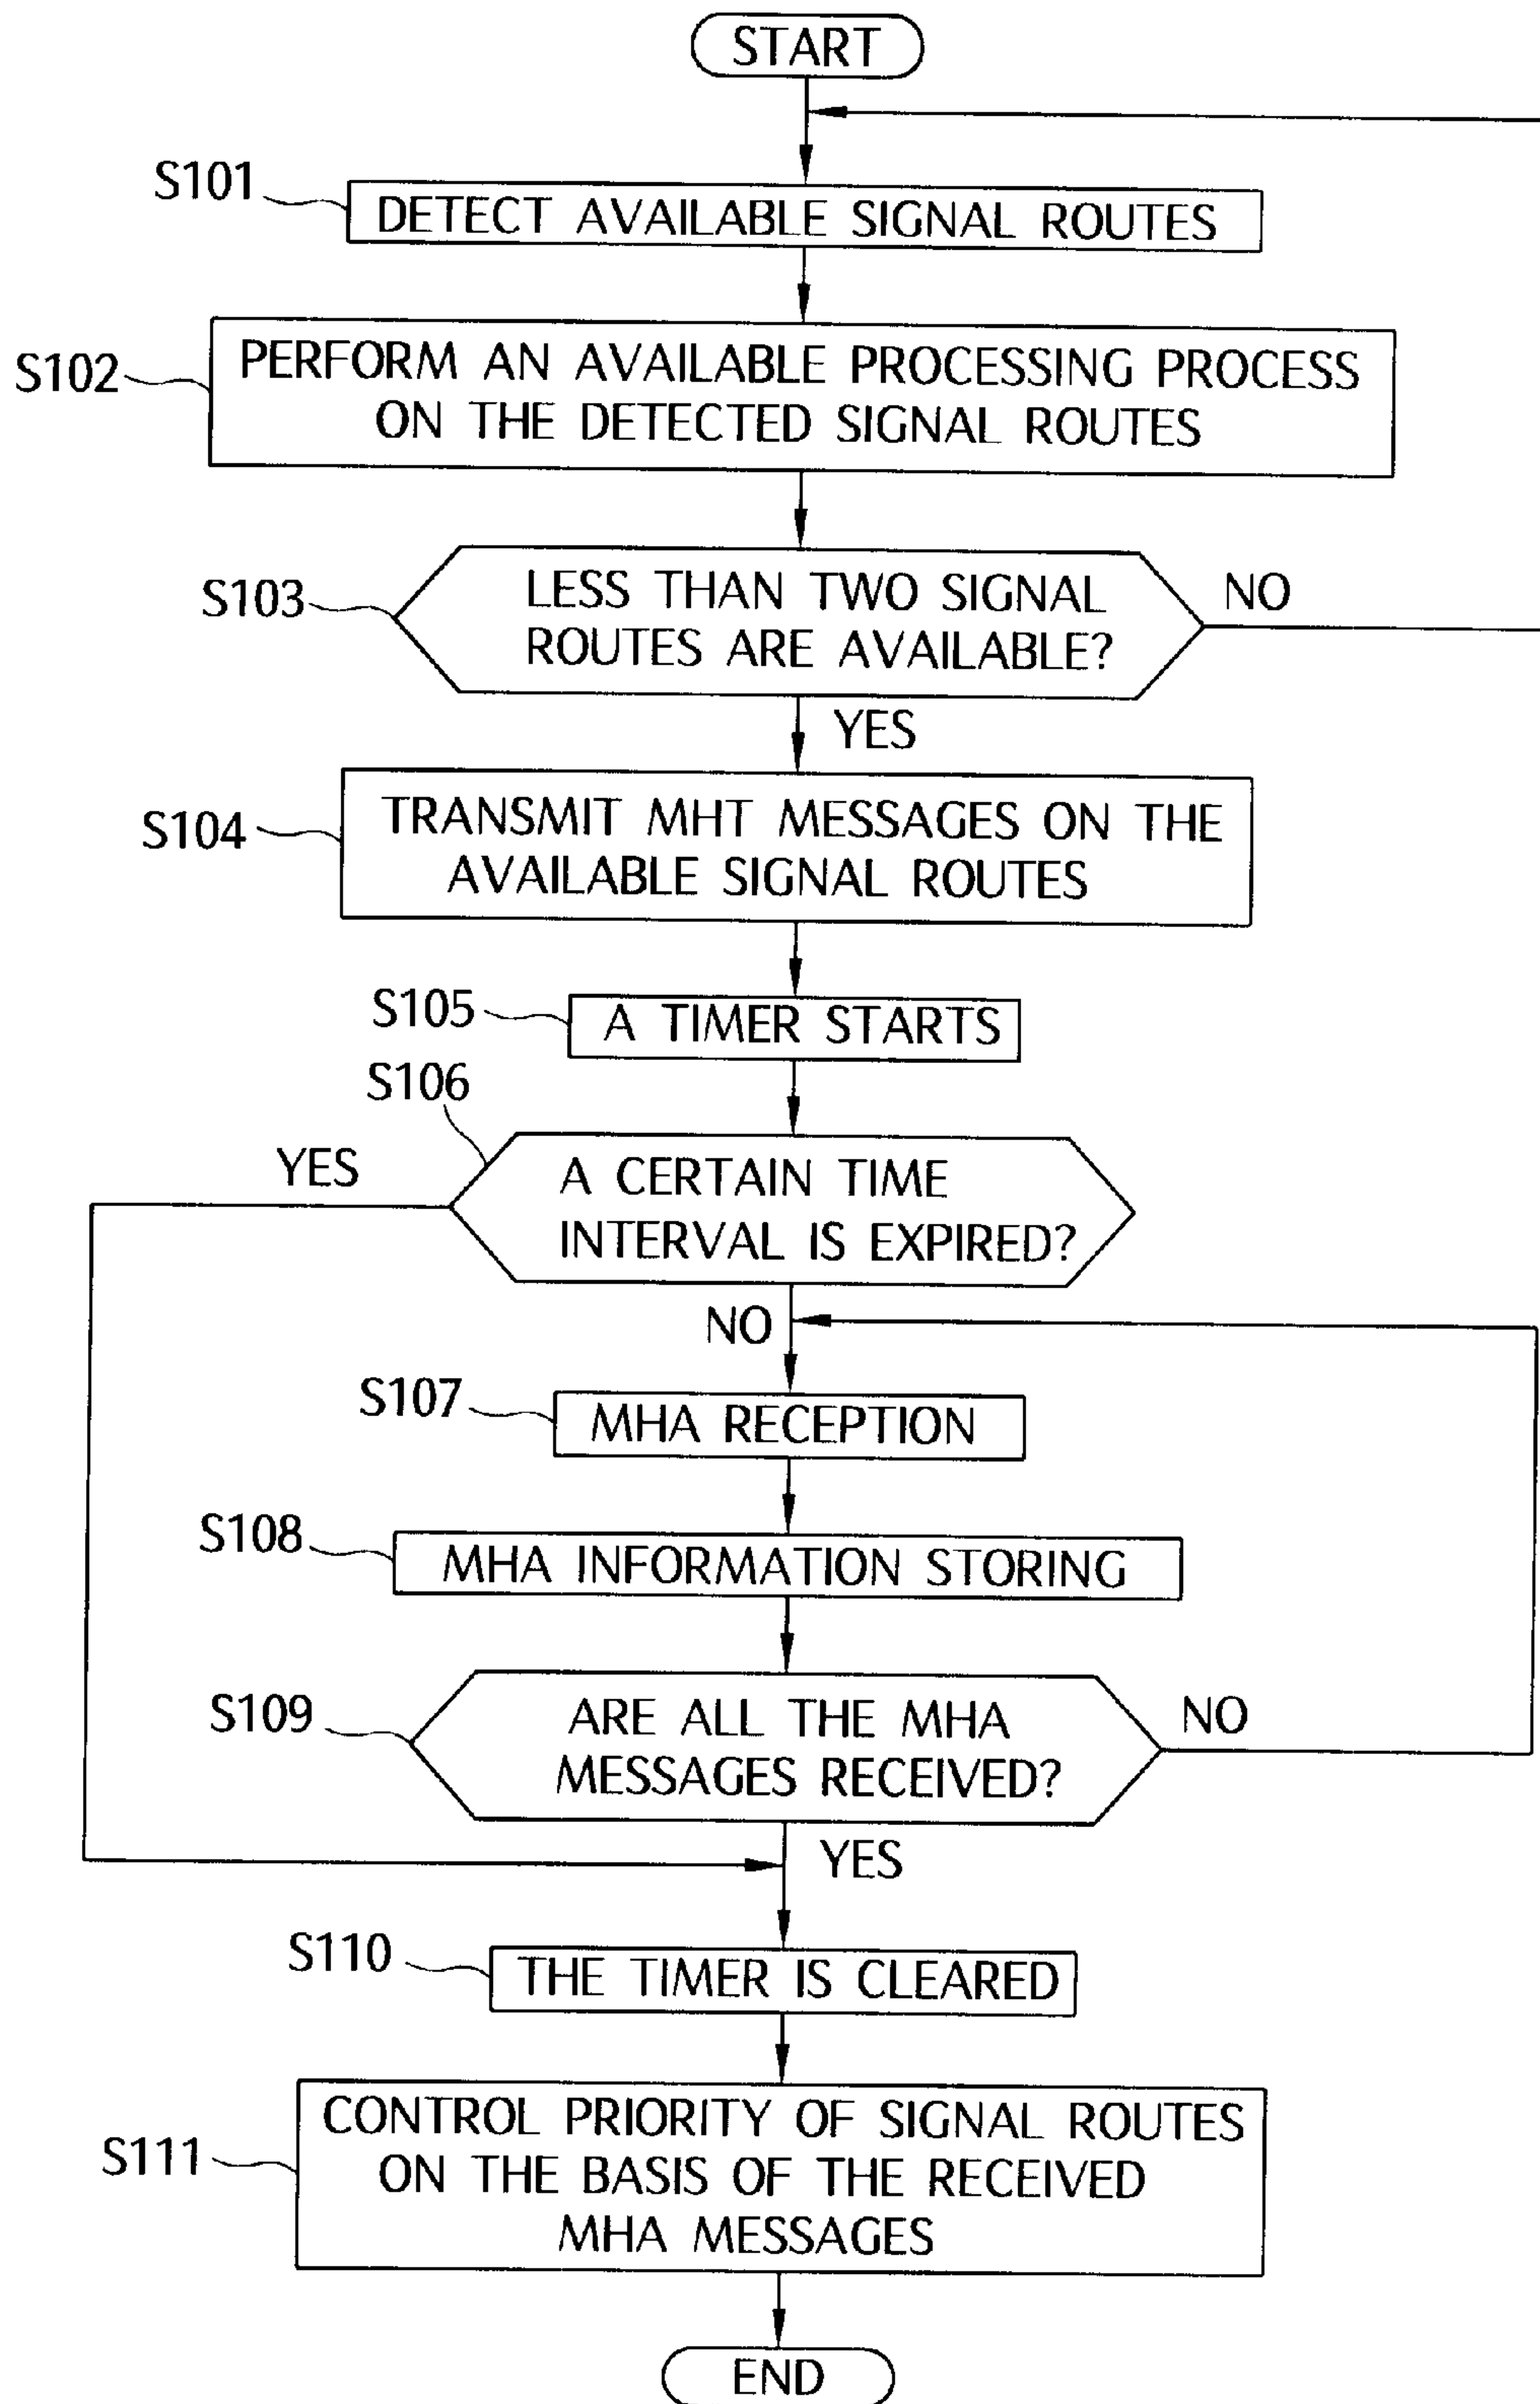 START
S101
DETECT AVAILABLE SIGNAL ROUTES
S102
PERFORM AN AVAILABLE PROCESSING PROCESS
ON THE DETECTED SIGNAL ROUTES
S103
LESS THAN TWO SIGNAL
ROUTES ARE AVAILABLE?
NO
YES
S104
TRANSMIT MHT MESSAGES ON THE
AVAILABLE SIGNAL ROUTES
S105
A TIMER STARTS
S106
YES
A CERTAIN TIME
INTERVAL IS EXPIRED?
NO
S107
MHA RECEPTION
S108
MHA INFORMATION STORING
S109
ARE ALL THE MHA
MESSAGES RECEIVED?
NO
YES
S110
THE TIMER IS CLEARED
S111
CONTROL PRIORITY OF SIGNAL ROUTES
ON THE BASIS OF THE RECEIVED
MHA MESSAGES
END